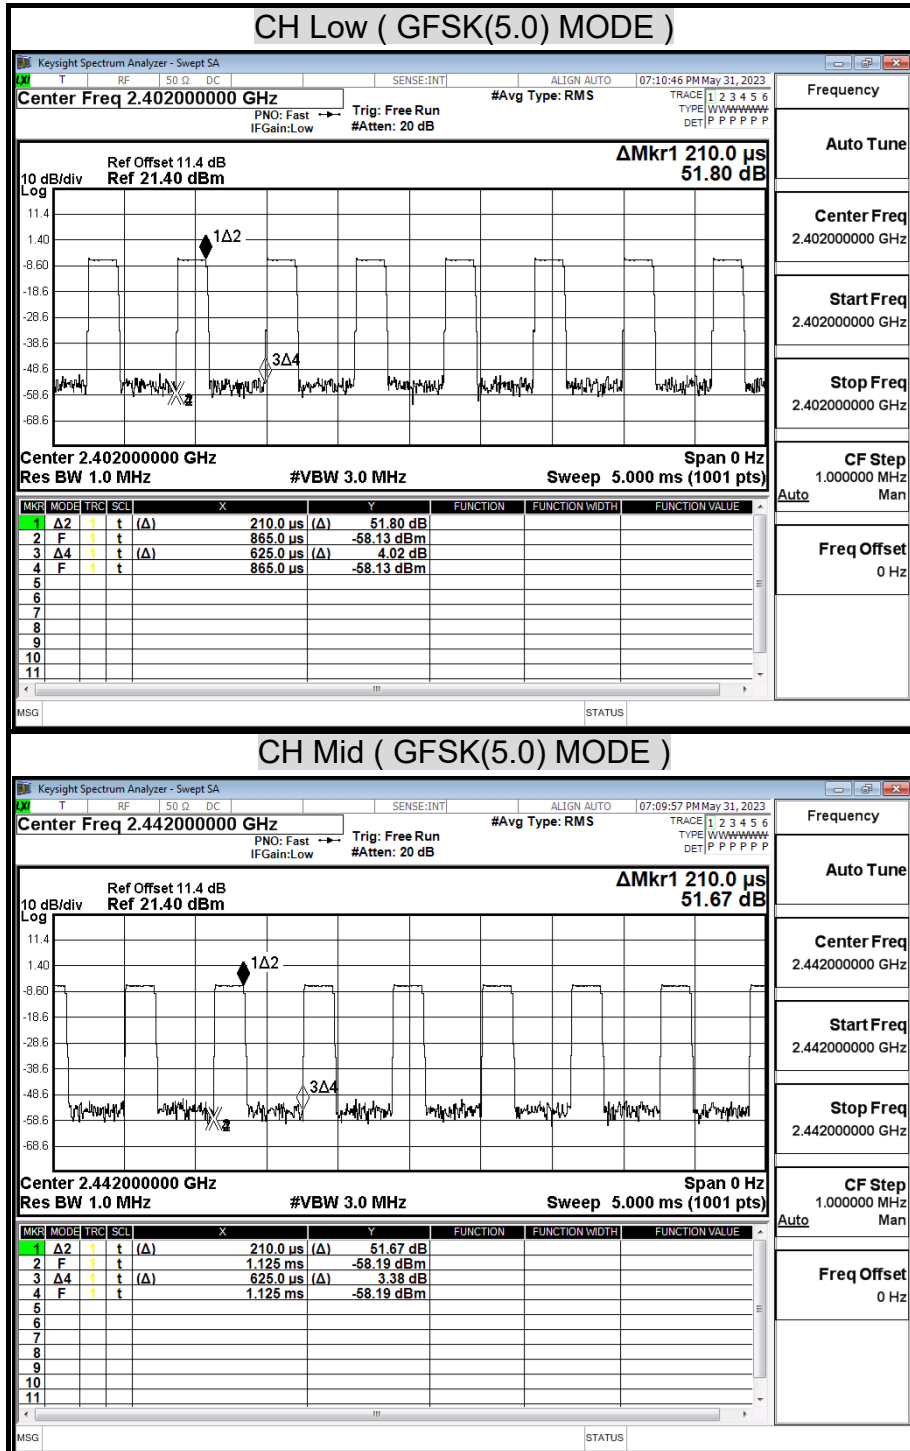 CH Low ( GFSK(5.0) MODE )
Keysight Spectrum Analyzer - Swept SA
LXI T RF 50 Ω DC SENSE:INT ALIGN AUTO 07:10:46 PM May 31, 2023
Center Freq 2.402000000 GHz #Avg Type: RMS TRACE 1 2 3 4 5 6
PNO: Fast Trig: Free Run TYPE WWWWWW
IFGain:Low #Atten: 20 dB DET P P P P P P
Frequency
ΔMkr1 210.0 µs
51.80 dB
Ref Offset 11.4 dB
10 dB/div Ref 21.40 dBm
Log
11.4
1.40
-8.60
-18.6
-28.6
-38.6
-48.6
-58.6
-68.6
1Δ2
3Δ4
Center 2.402000000 GHz Span 0 Hz
Res BW 1.0 MHz #VBW 3.0 MHz Sweep 5.000 ms (1001 pts)
MKR MODE TRC SCL X Y FUNCTION FUNCTION WIDTH FUNCTION VALUE
1 Δ2 1 t (Δ) 210.0 µs (Δ) 51.80 dB
2 F 1 t 865.0 µs -58.13 dBm
3 Δ4 1 t (Δ) 625.0 µs (Δ) 4.02 dB
4 F 1 t 865.0 µs -58.13 dBm
5
6
7
8
9
10
11
MSG STATUS
Auto Tune
Center Freq
2.402000000 GHz
Start Freq
2.402000000 GHz
Stop Freq
2.402000000 GHz
CF Step
1.000000 MHz
Auto Man
Freq Offset
0 Hz
CH Mid ( GFSK(5.0) MODE )
Keysight Spectrum Analyzer - Swept SA
LXI T RF 50 Ω DC SENSE:INT ALIGN AUTO 07:09:57 PM May 31, 2023
Center Freq 2.442000000 GHz #Avg Type: RMS TRACE 1 2 3 4 5 6
PNO: Fast Trig: Free Run TYPE WWWWWW
IFGain:Low #Atten: 20 dB DET P P P P P P
Frequency
ΔMkr1 210.0 µs
51.67 dB
Ref Offset 11.4 dB
10 dB/div Ref 21.40 dBm
Log
11.4
1.40
-8.60
-18.6
-28.6
-38.6
-48.6
-58.6
-68.6
1Δ2
3Δ4
Center 2.442000000 GHz Span 0 Hz
Res BW 1.0 MHz #VBW 3.0 MHz Sweep 5.000 ms (1001 pts)
MKR MODE TRC SCL X Y FUNCTION FUNCTION WIDTH FUNCTION VALUE
1 Δ2 1 t (Δ) 210.0 µs (Δ) 51.67 dB
2 F 1 t 1.125 ms -58.19 dBm
3 Δ4 1 t (Δ) 625.0 µs (Δ) 3.38 dB
4 F 1 t 1.125 ms -58.19 dBm
5
6
7
8
9
10
11
MSG STATUS
Auto Tune
Center Freq
2.442000000 GHz
Start Freq
2.442000000 GHz
Stop Freq
2.442000000 GHz
CF Step
1.000000 MHz
Auto Man
Freq Offset
0 Hz